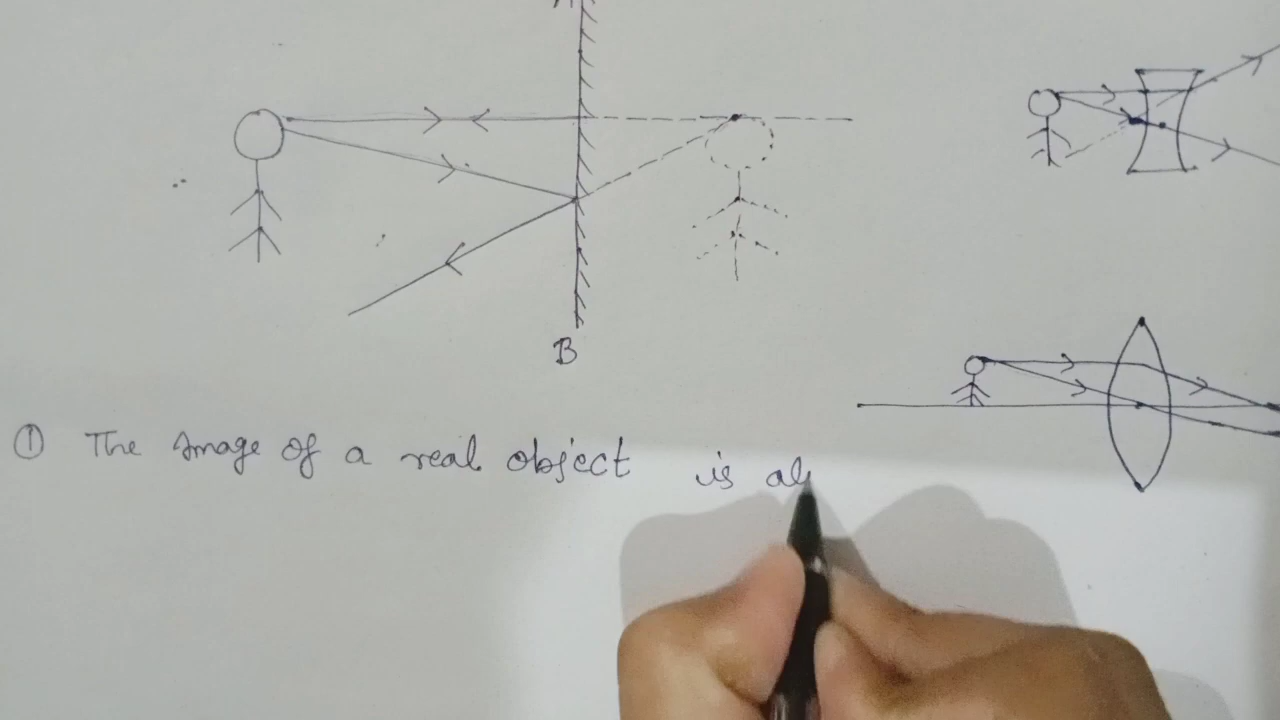 B
① The Image of a real object is al